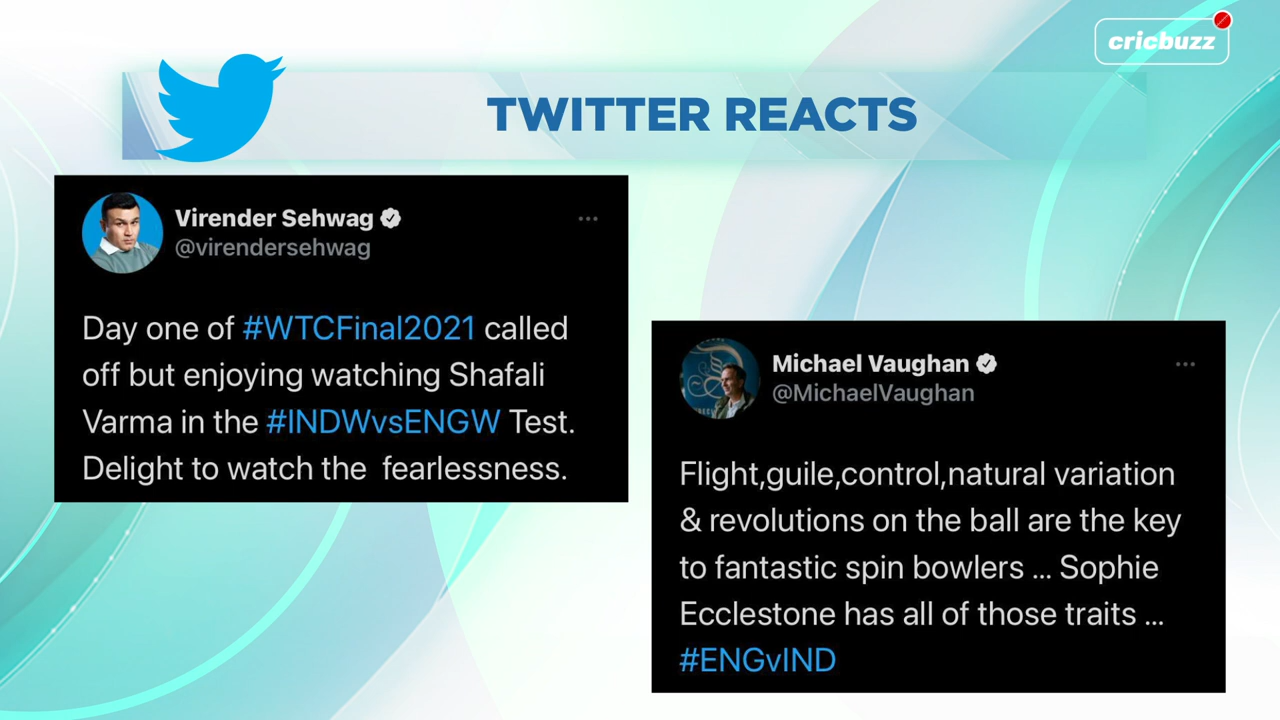 cricbuzz
TWITTER REACTS
Virender Sehwag
@virendersehwag
Day one of #WTCFinal2021 called
off but enjoying watching Shafali
Varma in the #INDWvsENGW Test.
Delight to watch the  fearlessness.
Michael Vaughan
@MichaelVaughan
Flight,guile,control,natural variation
& revolutions on the ball are the key
to fantastic spin bowlers ... Sophie
Ecclestone has all of those traits ...
#ENGvIND